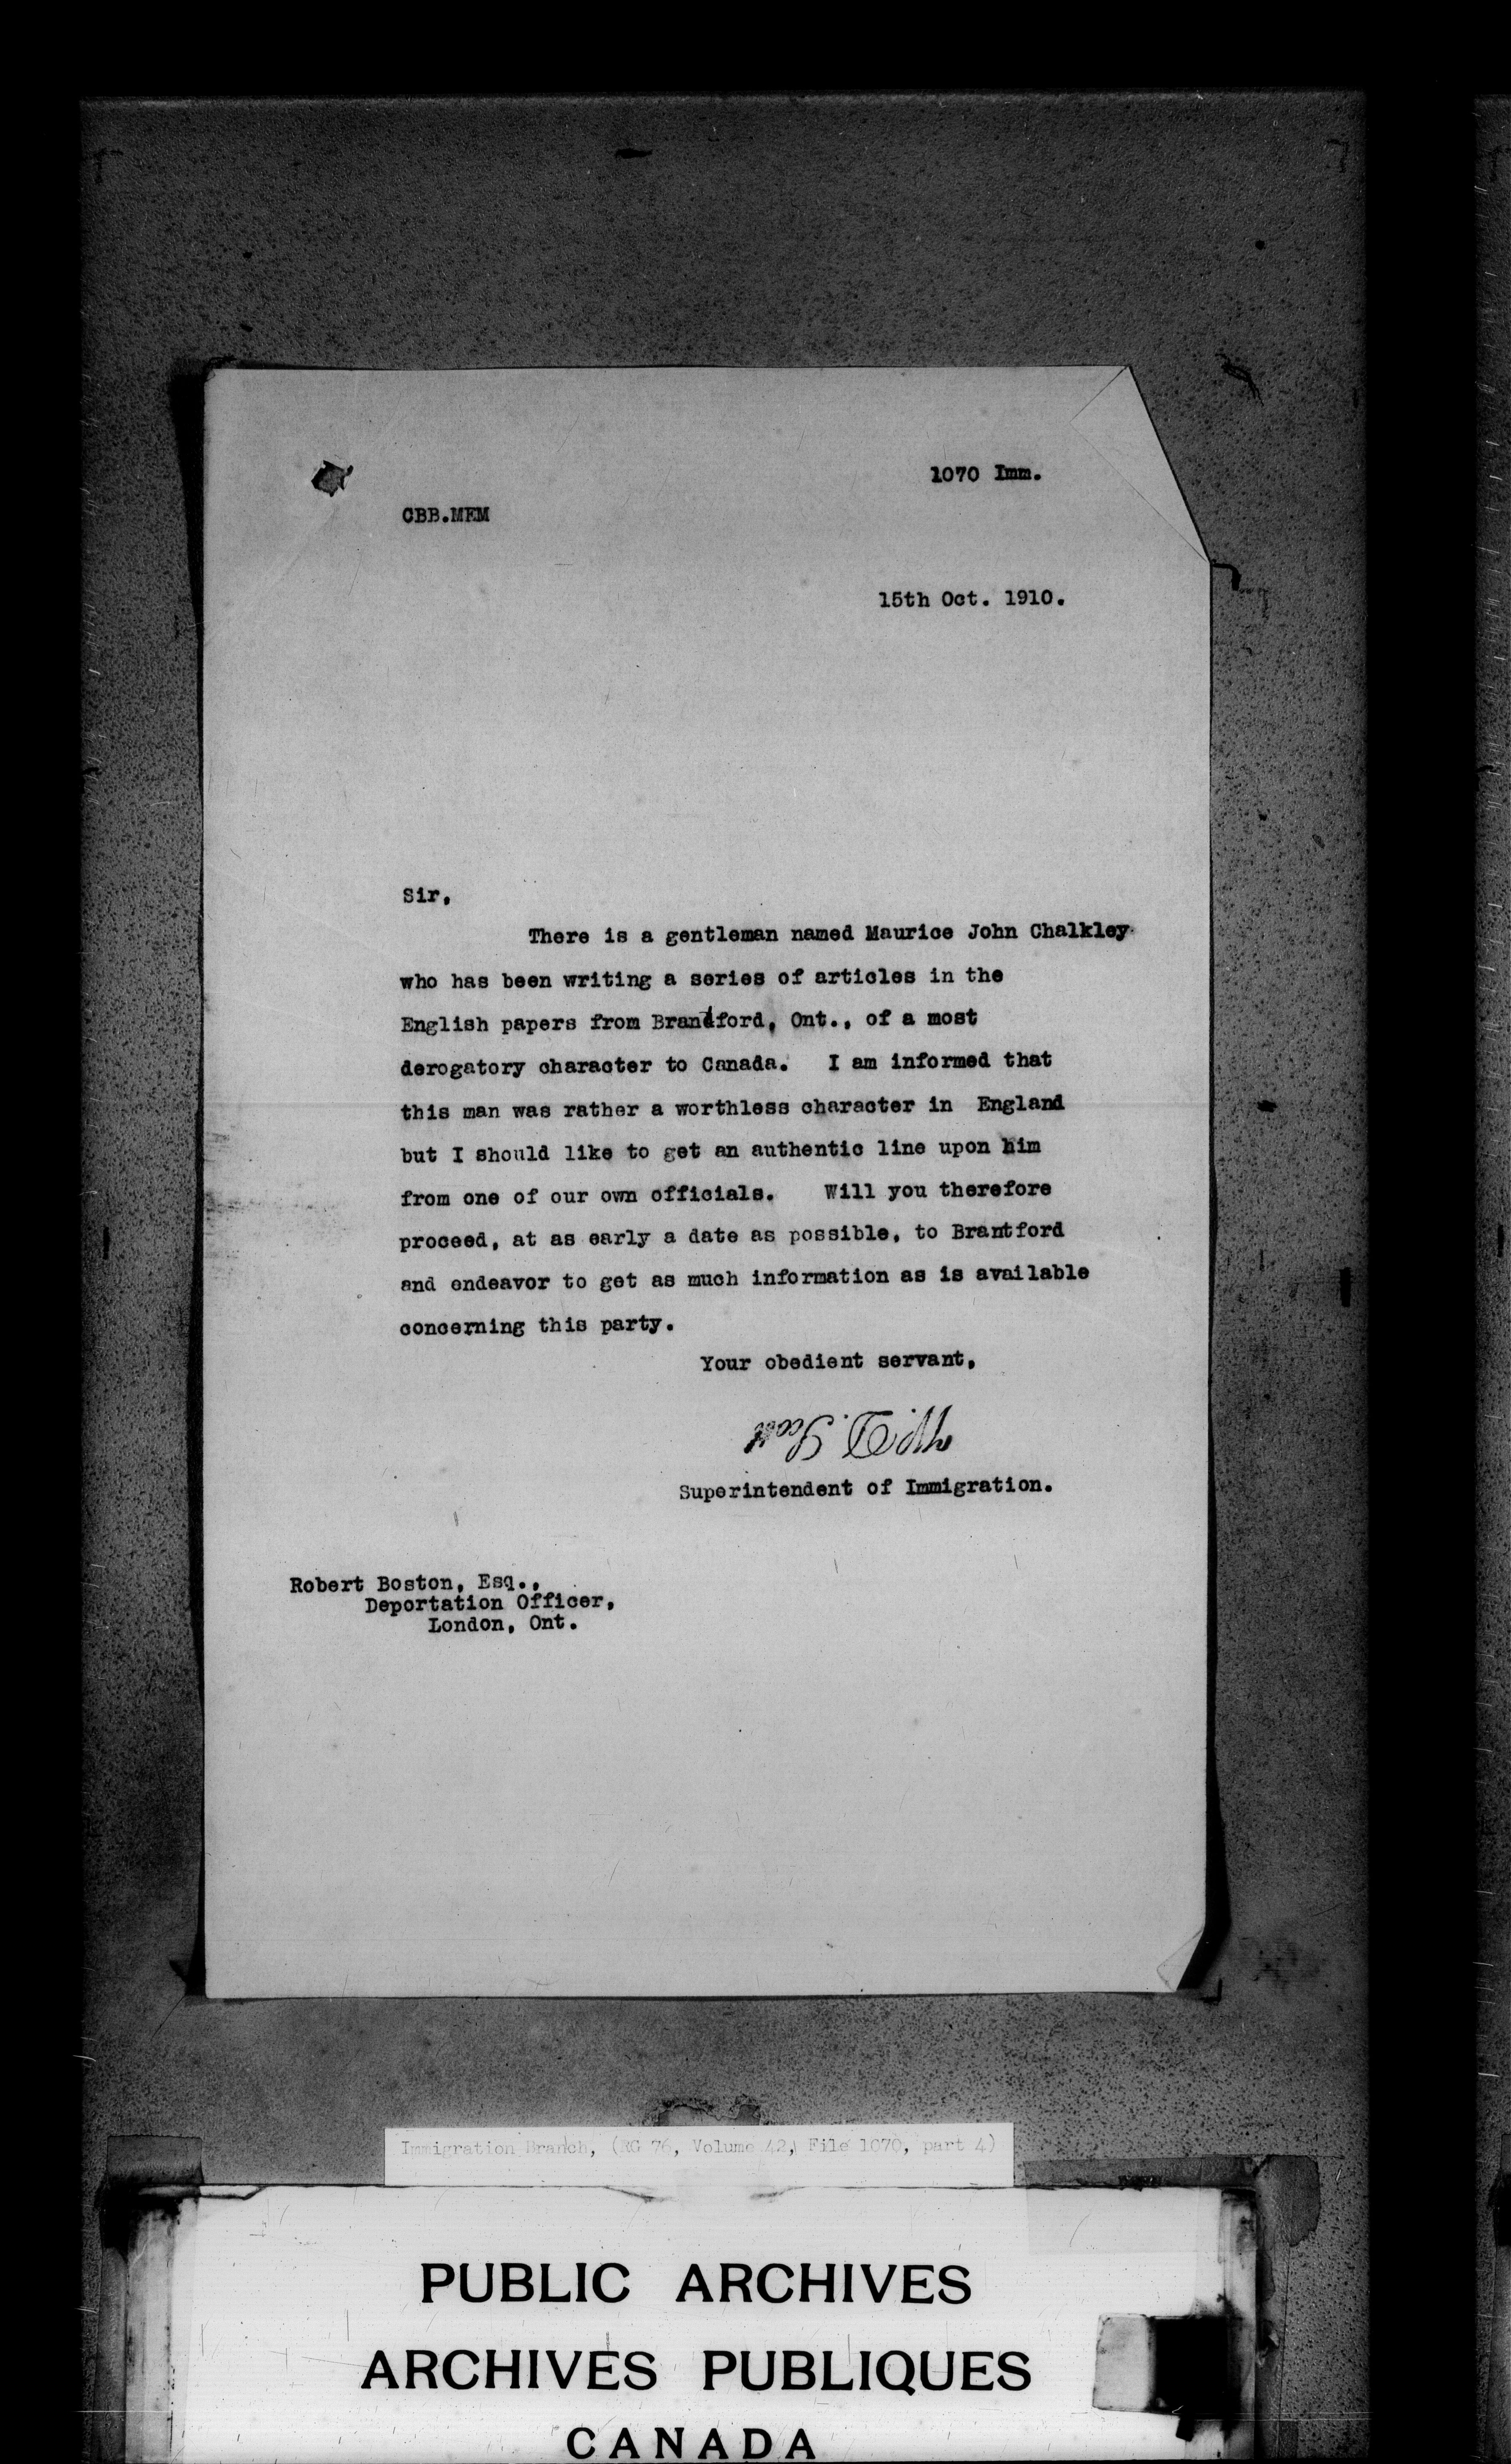 1070 Imm.
CBB.MEM
15th Oct. 1910.
Sir,
There is a gentleman named Maurice John Chalkley
who has been writing a series of articles in the
English papers from Brantford, Ont., of a most
derogatory character to Canada. I am informed that
this man was rather a worthless character in England
but I should like to get an authentic line upon him
from one of our own officials. Will you therefore
proceed, at as early a date as possible, to Brantford
and endeavor to get as much information as is available
concerning this party.
Your obedient servant,
W. D. Scott
Superintendent of Immigration.
Robert Boston, Esq.,
Deportation Officer,
London, Ont.
Immigration Branch, (RG 76, Volume 42, File 1070, part 4)
PUBLIC ARCHIVES
ARCHIVES PUBLIQUES
CANADA